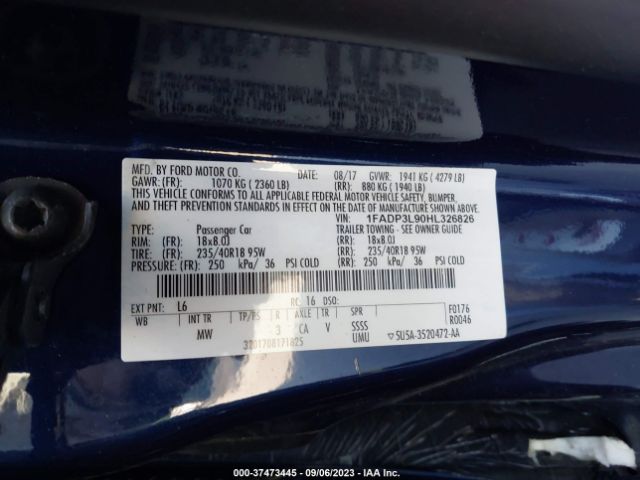 MFD. BY FORD MOTOR CO. DATE: 08/17 GVWR: 1941 KG ( 4279 LB)
GAWR: (FR): 1070 KG ( 2360 LB) (RR): 880 KG ( 1940 LB)
THIS VEHICLE CONFORMS TO ALL APPLICABLE FEDERAL MOTOR VEHICLE SAFETY, BUMPER,
AND THEFT PREVENTION STANDARDS IN EFFECT ON THE DATE OF MANUFACTURE SHOWN ABOVE.
VIN: 1FADP3L90HL326826
TYPE: Passenger Car TRAILER TOWING - SEE OWNER GUIDE
RIM: (FR): 18x8.0J (RR): 18x8.0J
TIRE: (FR): 235/40R18 95W (RR): 235/40R18 95W
PRESSURE: (FR): 250 kPa/ 36 PSI COLD (RR): 250 kPa/ 36 PSI COLD
EXT PNT: L6 RC: 16 DSO: F0176
WB INT TR TP/PS R AXLE TR SPR R0046
MW 3 CA V SSSS
3201708171825 UMU SU5A-3520472-AA
000-37473445 - 09/06/2023 - IAA Inc.